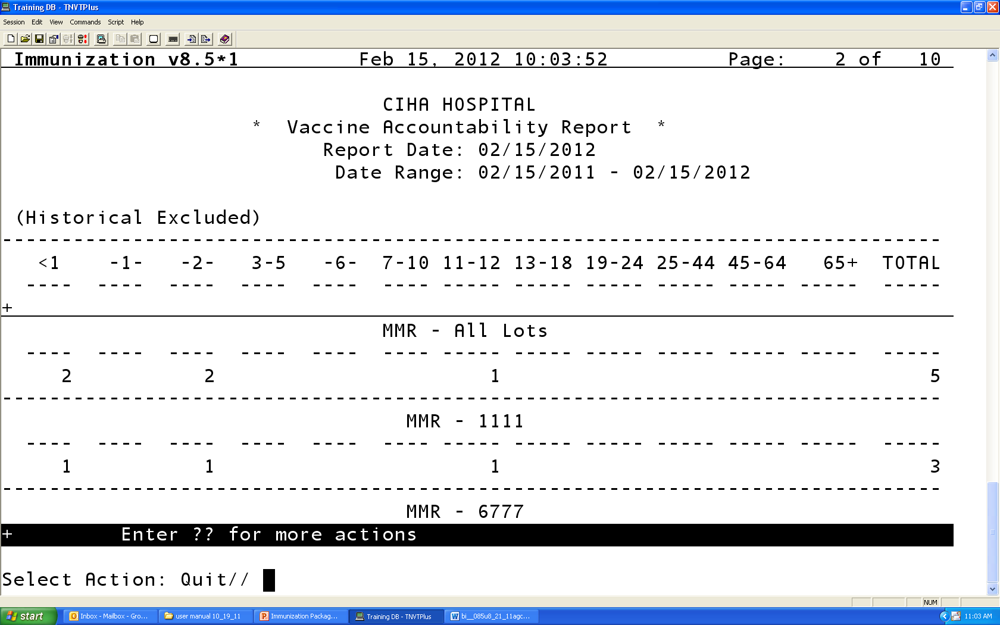 Training DB - TNVTPlus
Session Edit View Commands Script Help
Immunization v8.5*1 Feb 15, 2012 10:03:52 Page: 2 of 10
CIHA HOSPITAL
* Vaccine Accountability Report *
Report Date: 02/15/2012
Date Range: 02/15/2011 - 02/15/2012
(Historical Excluded)
-------------------------------------------------------------------------------
<1 -1- -2- 3-5 -6- 7-10 11-12 13-18 19-24 25-44 45-64 65+ TOTAL
---- ---- ---- ---- ---- ---- ----- ----- ----- ----- ----- ----- -----
+
MMR - All Lots
---- ---- ---- ---- ---- ---- ----- ----- ----- ----- ----- ----- -----
2 2 1 5
-------------------------------------------------------------------------------
MMR - 1111
---- ---- ---- ---- ---- ---- ----- ----- ----- ----- ----- ----- -----
1 1 1 3
-------------------------------------------------------------------------------
MMR - 6777
+ Enter ?? for more actions
Select Action: Quit//
NUM
start Inbox - Mailbox - Gro... user manual 10_19_11 Immunization Packag... Training DB - TNVTPlus bi__085u8_21_11agc... 11:03 AM